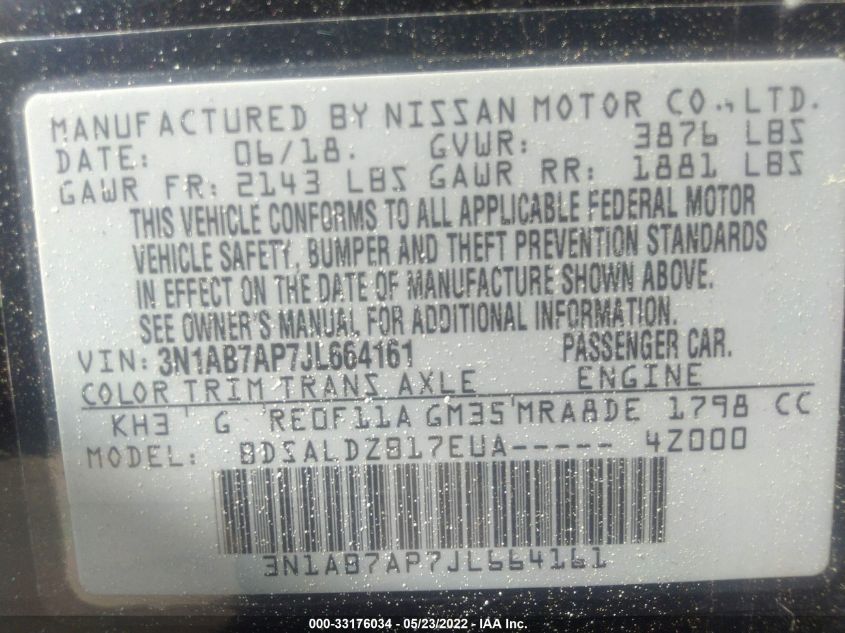 MANUFACTURED BY NISSAN MOTOR CO., LTD.
DATE: 06/18. GVWR: 3876 LBS
GAWR FR: 2143 LBS GAWR RR: 1881 LBS
THIS VEHICLE CONFORMS TO ALL APPLICABLE FEDERAL MOTOR
VEHICLE SAFETY, BUMPER AND THEFT PREVENTION STANDARDS
IN EFFECT ON THE DATE OF MANUFACTURE SHOWN ABOVE.
SEE OWNER'S MANUAL FOR ADDITIONAL INFORMATION.
VIN: 3N1AB7AP7JL664161 PASSENGER CAR.
COLOR TRIM TRANS AXLE ENGINE
KH3 G RE0F11A GM35 MRA8DE 1798 CC
MODEL: BDSALDZB17EUA----- 4Z000
3N1AB7AP7JL664161
000-33176034 — 05/23/2022 — IAA Inc.